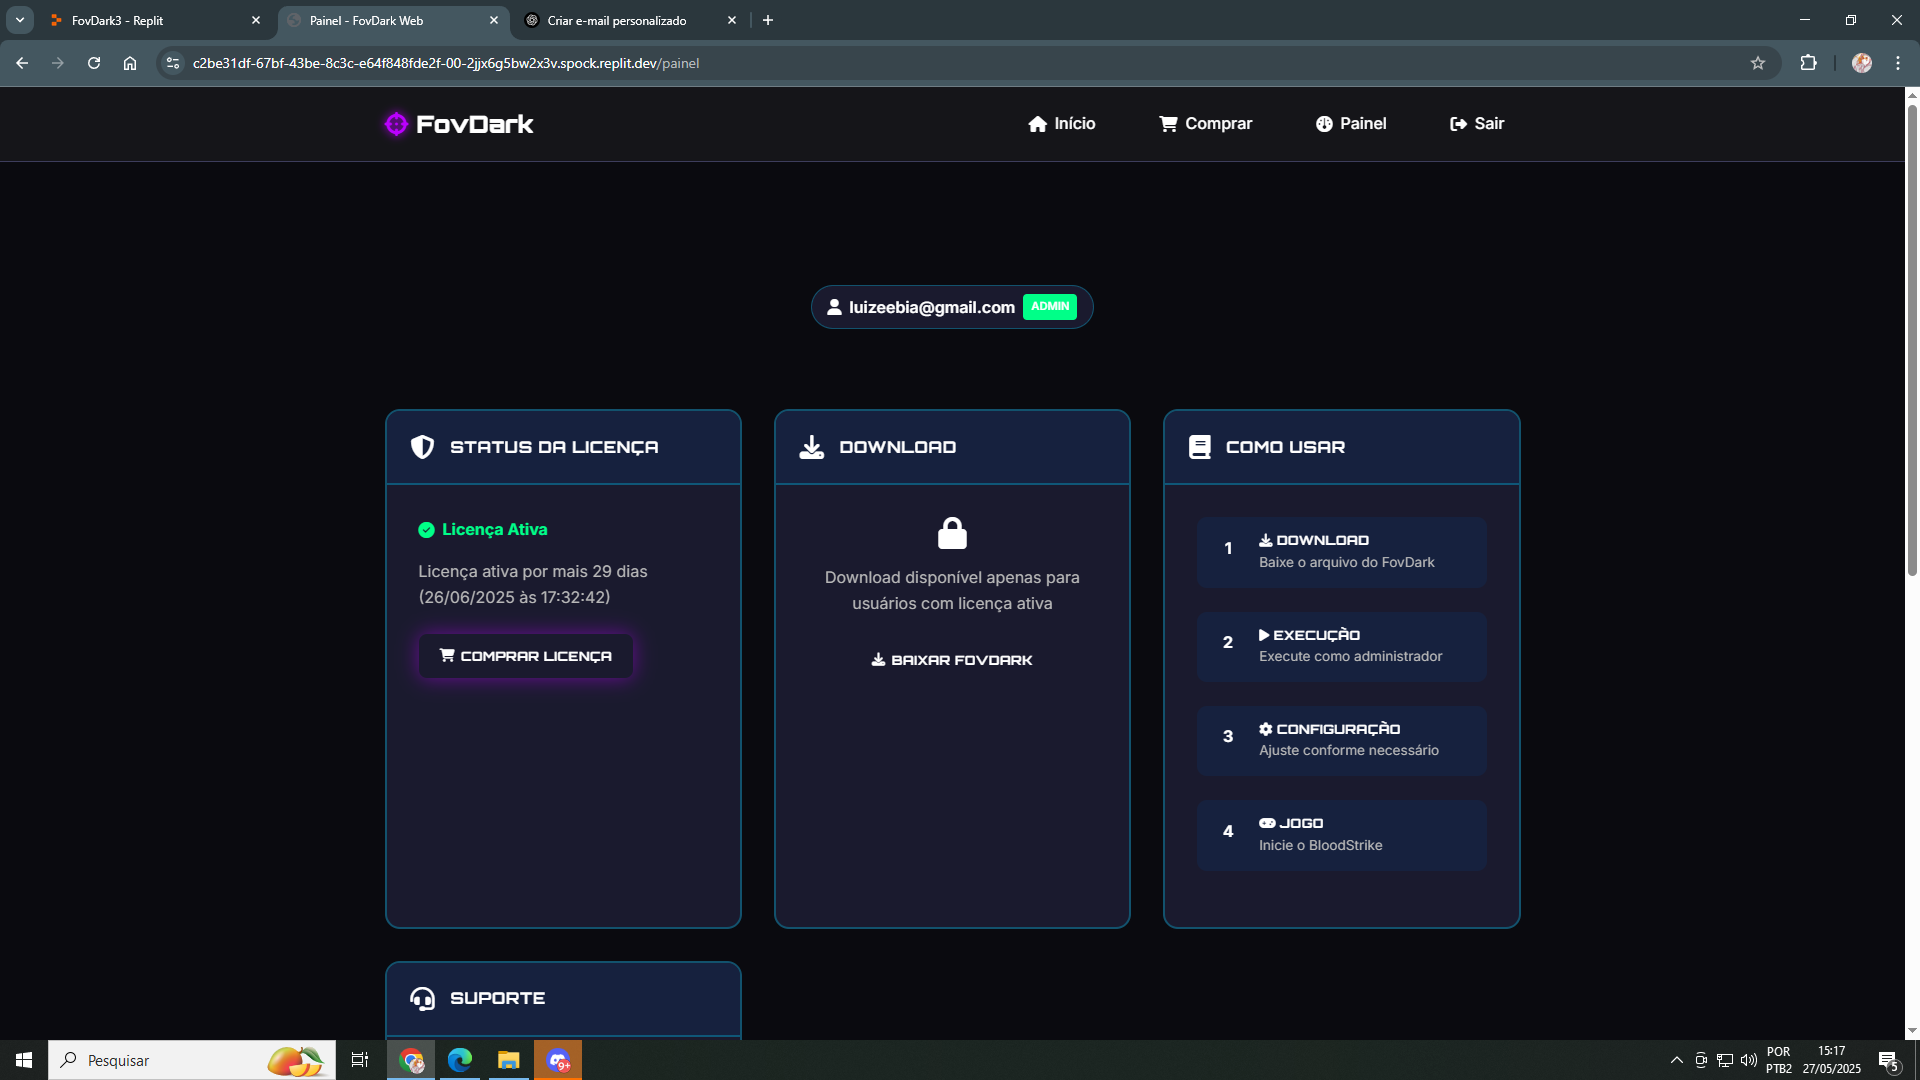 FovDark3 - Replit
Painel - FovDark Web
Criar e-mail personalizado
c2be31df-67bf-43be-8c3c-e64f848fde2f-00-2jjx6g5bw2x3v.spock.replit.dev/painel
FovDark
Início
Comprar
Painel
Sair
luizeebia@gmail.com ADMIN
STATUS DA LICENÇA
Licença Ativa
Licença ativa por mais 29 dias
(26/06/2025 às 17:32:42)
COMPRAR LICENÇA
DOWNLOAD
Download disponível apenas para
usuários com licença ativa
BAIXAR FOVDARK
COMO USAR
1 DOWNLOAD
Baixe o arquivo do FovDark
2 EXECUÇÃO
Execute como administrador
3 CONFIGURAÇÃO
Ajuste conforme necessário
4 JOGO
Inicie o BloodStrike
SUPORTE
Pesquisar
9+
POR
PTB2
15:17
27/05/2025
5